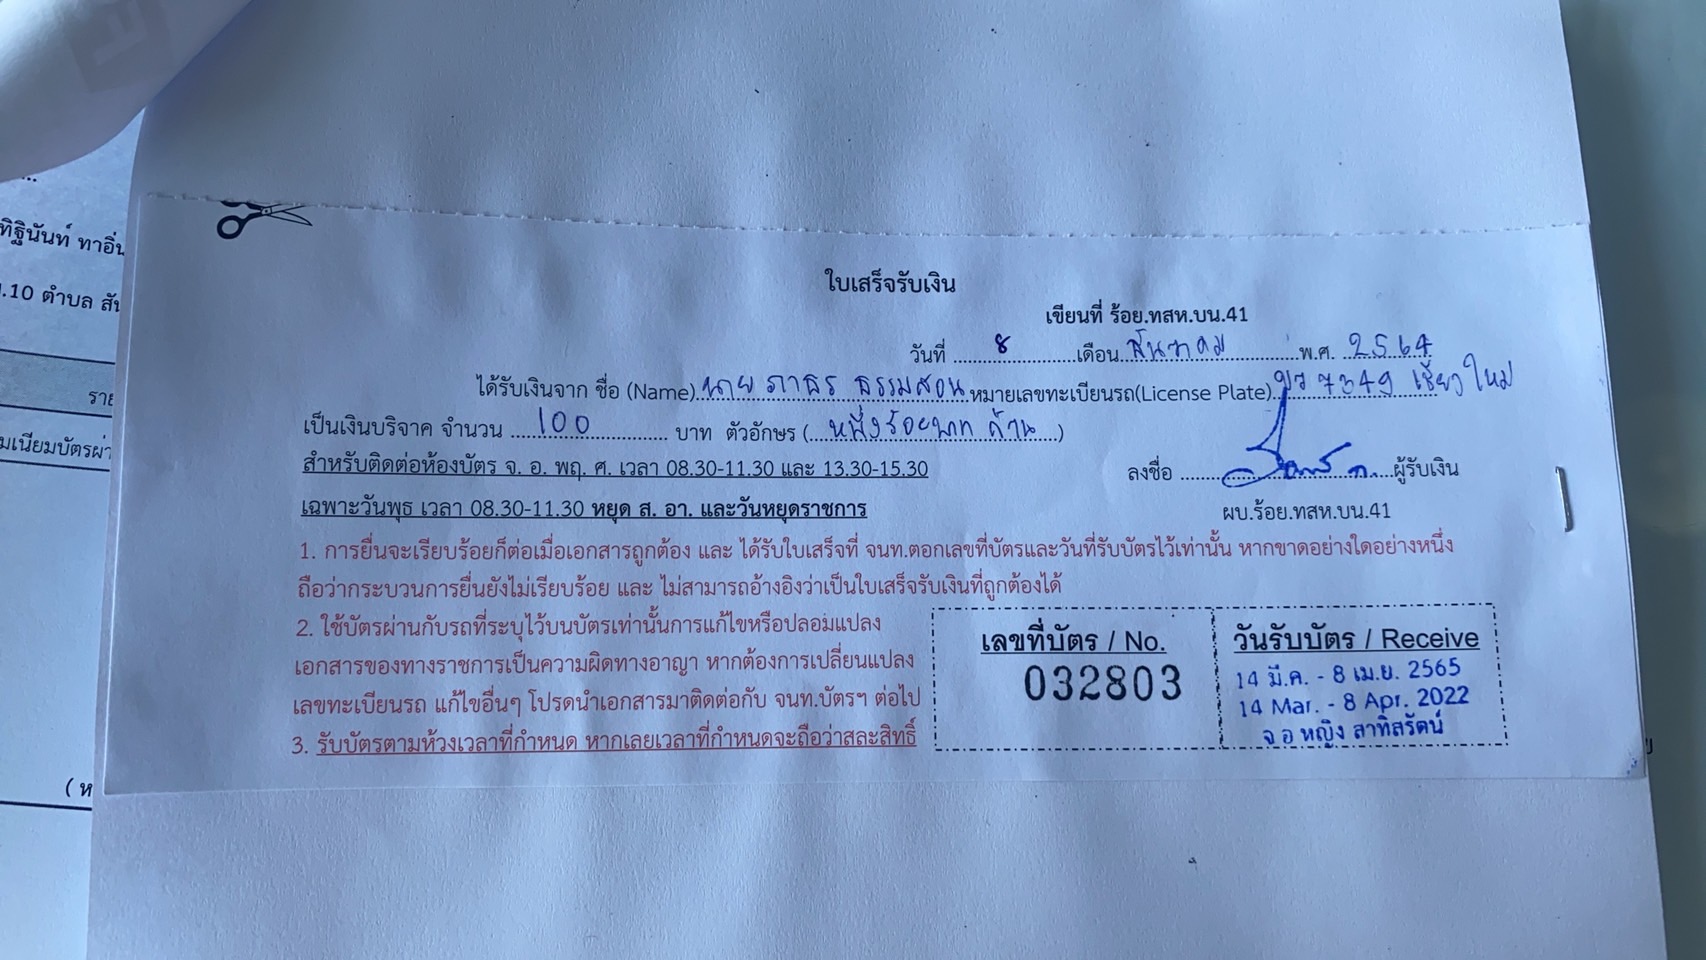 ทิฐินันท์ ทาอิ่น
.10 ตำบล สัน
ราย
มเนียมบัตรผ่า
( ห
ใบเสร็จรับเงิน
เขียนที่ ร้อย.ทสห.บน.41
วันที่ 8 เดือน ธันวาคม พ.ศ. 2564
ได้รับเงินจาก ชื่อ (Name) นาย ภาธร ธรรมสอน หมายเลขทะเบียนรถ(License Plate) 7349 เชียงใหม่
เป็นเงินบริจาค จำนวน 100 บาท ตัวอักษร ( หนึ่งร้อยบาท ถ้วน )
สำหรับติดต่อห้องบัตร จ. อ. พฤ. ศ. เวลา 08.30-11.30 และ 13.30-15.30
ลงชื่อ ผู้รับเงิน
เฉพาะวันพุธ เวลา 08.30-11.30 หยุด ส. อา. และวันหยุดราชการ
ผบ.ร้อย.ทสห.บน.41
1. การยื่นจะเรียบร้อยก็ต่อเมื่อเอกสารถูกต้อง และ ได้รับใบเสร็จที่ จนท.ตอกเลขที่บัตรและวันที่รับบัตรไว้เท่านั้น หากขาดอย่างใดอย่างหนึ่ง
ถือว่ากระบวนการยื่นยังไม่เรียบร้อย และ ไม่สามารถอ้างอิงว่าเป็นใบเสร็จรับเงินที่ถูกต้องได้
2. ใช้บัตรผ่านกับรถที่ระบุไว้บนบัตรเท่านั้นการแก้ไขหรือปลอมแปลง
เอกสารของทางราชการเป็นความผิดทางอาญา หากต้องการเปลี่ยนแปลง
เลขทะเบียนรถ แก้ไขอื่นๆ โปรดนำเอกสารมาติดต่อกับ จนท.บัตรฯ ต่อไป
3. รับบัตรตามห้วงเวลาที่กำหนด หากเลยเวลาที่กำหนดจะถือว่าสละสิทธิ์
เลขที่บัตร / No.
032803
วันรับบัตร / Receive
14 มี.ค. - 8 เม.ย. 2565
14 Mar. - 8 Apr. 2022
จ อ หญิง ลาทิสรัตน์